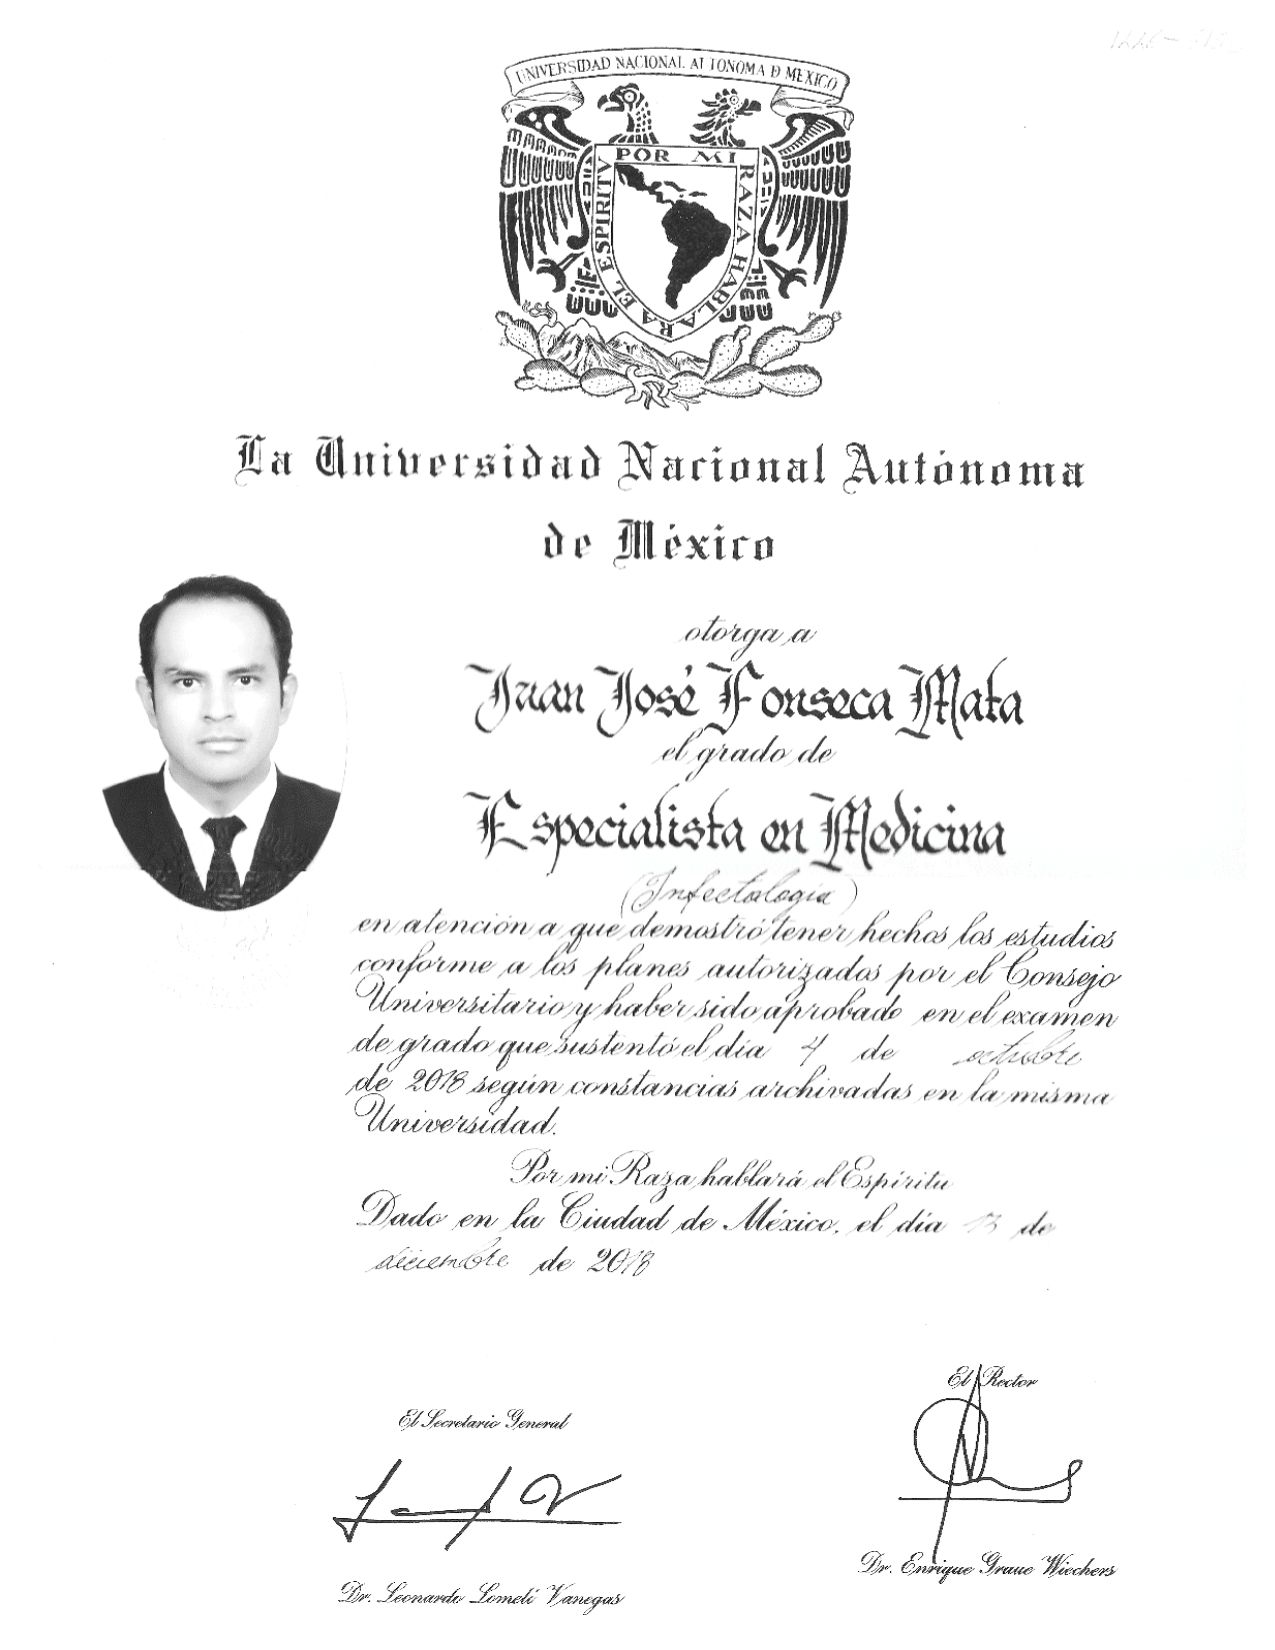 UNIVERSIDAD NACIONAL AUTONOMA D MEXICO
POR MI RAZA HABLARA EL ESPIRITV
La Universidad Nacional Autónoma
de México
otorga a
Juan José Fonseca Mata
el grado de
Especialista en Medicina
(Infectología)
en atención a que demostró tener hechos los estudios
conforme a los planes autorizados por el Consejo
Universitario y haber sido aprobado en el examen
de grado que sustentó el día 4 de octubre
de 2018 según constancias archivadas en la misma
Universidad.
Por mi Raza hablará el Espíritu
Dado en la Ciudad de México, el día 13 de
diciembre de 2018
El Rector
El Secretario General
Dr. Enrique Graue Wiechers
Dr. Leonardo Lomelí Vanegas